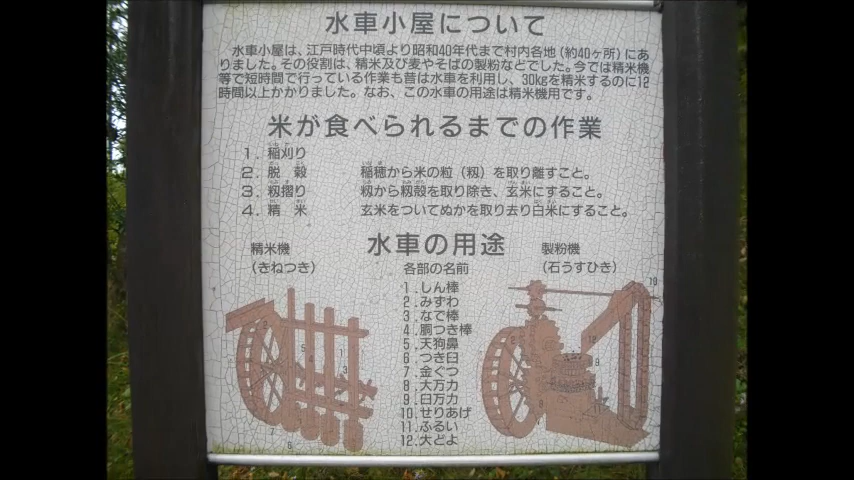 水車小屋について
水車小屋は、江戸時代中頃より昭和40年代まで村内各地(約40ヶ所)にあ
りました。その役割は、精米及び麦やそばの製粉などでした。今では精米機
等で短時間で行っている作業も昔は水車を利用し、30kgを精米するのに12
時間以上かかりました。なお、この水車の用途は精米機用です。
米が食べられるまでの作業
1. 稲刈り
2. 脱 穀 稲穂から米の粒(籾)を取り離すこと。
3. 籾摺り 籾から籾殻を取り除き、玄米にすること。
4. 精 米 玄米をついてぬかを取り去り白米にすること。
水車の用途
精米機
(きねつき)
製粉機
(石うすひき)
各部の名前
1.しん棒
2.みずわ
3.なで棒
4.胴つき棒
5.天狗鼻
6.つき臼
7.金ぐつ
8.大万力
9.臼万力
10.せりあげ
11.ふるい
12.大どよ